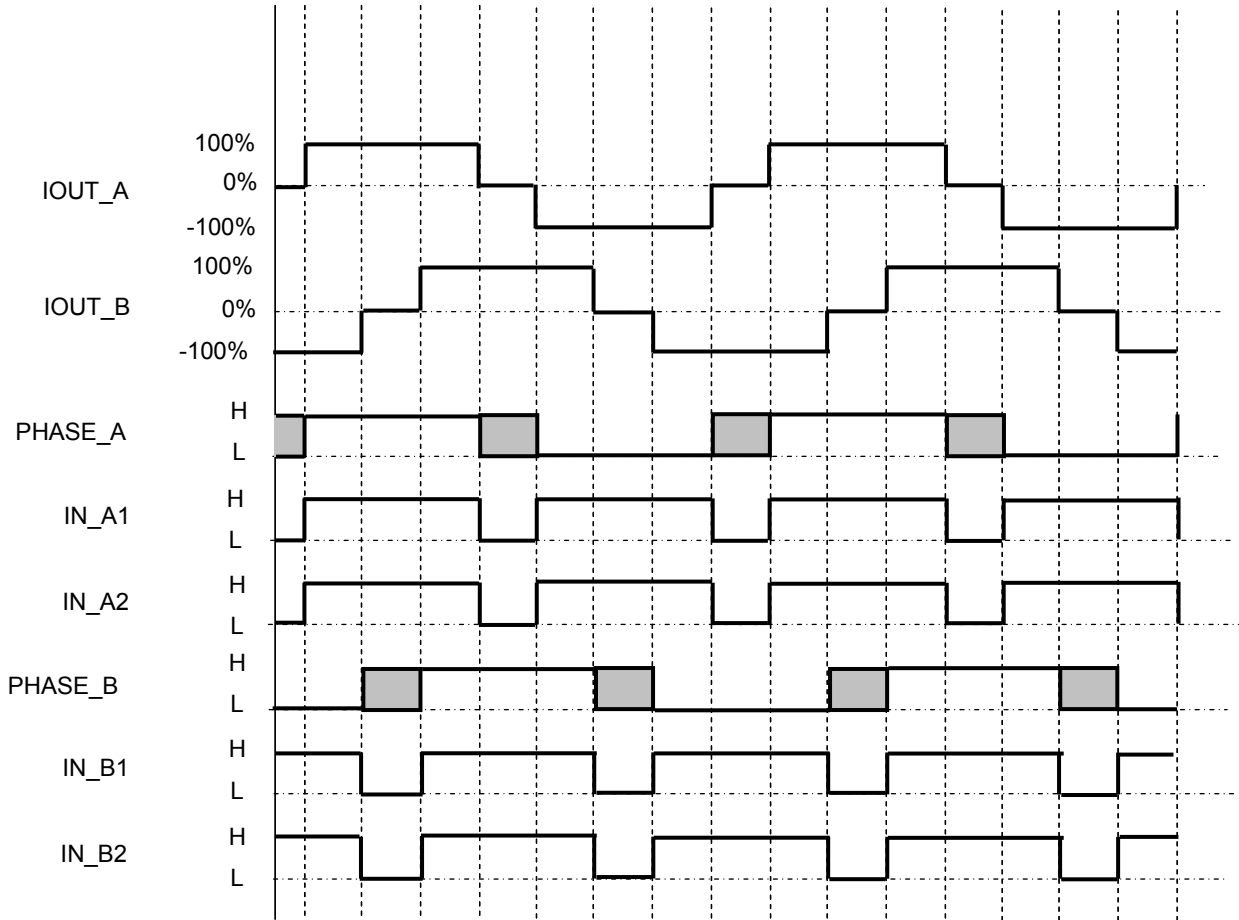 100%
IOUT_A
0%
-100%
100%
IOUT_B
0%
-100%
PHASE_A
H
L
IN_A1
H
L
IN_A2
H
L
PHASE_B
H
L
IN_B1
H
L
IN_B2
H
L